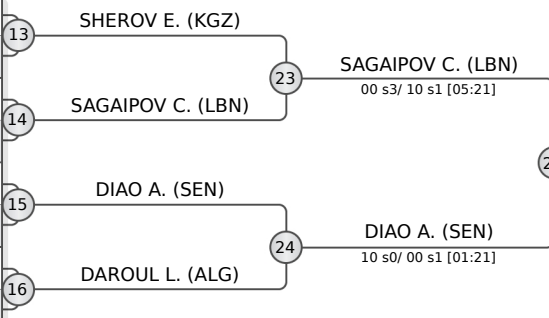 SHEROV E. (KGZ)
13
23
SAGAIPOV C. (LBN)
00 s3/ 10 s1 [05:21]
SAGAIPOV C. (LBN)
14
DIAO A. (SEN)
15
24
DIAO A. (SEN)
10 s0/ 00 s1 [01:21]
DAROUL L. (ALG)
16